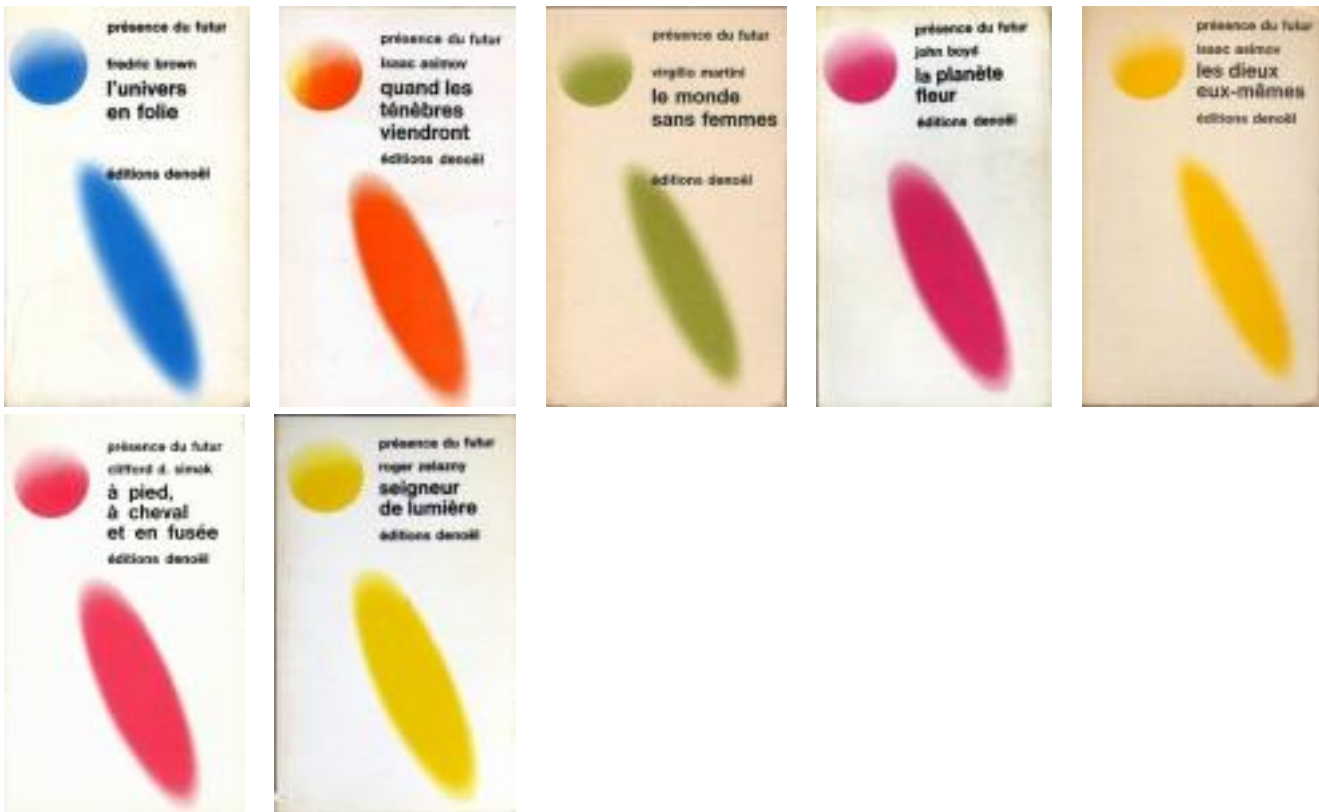 présence du futur
fredric brown
l'univers
en folie
éditions denoël
présence du futur
isaac asimov
quand les
ténèbres
viendront
éditions denoël
présence du futur
virgilio martini
le monde
sans femmes
éditions denoël
présence du futur
john boyd
la planète
fleur
éditions denoël
présence du futur
isaac asimov
les dieux
eux-mêmes
éditions denoël
présence du futur
clifford d. simak
à pied,
à cheval
et en fusée
éditions denoël
présence du futur
roger zelazny
seigneur
de lumière
éditions denoël